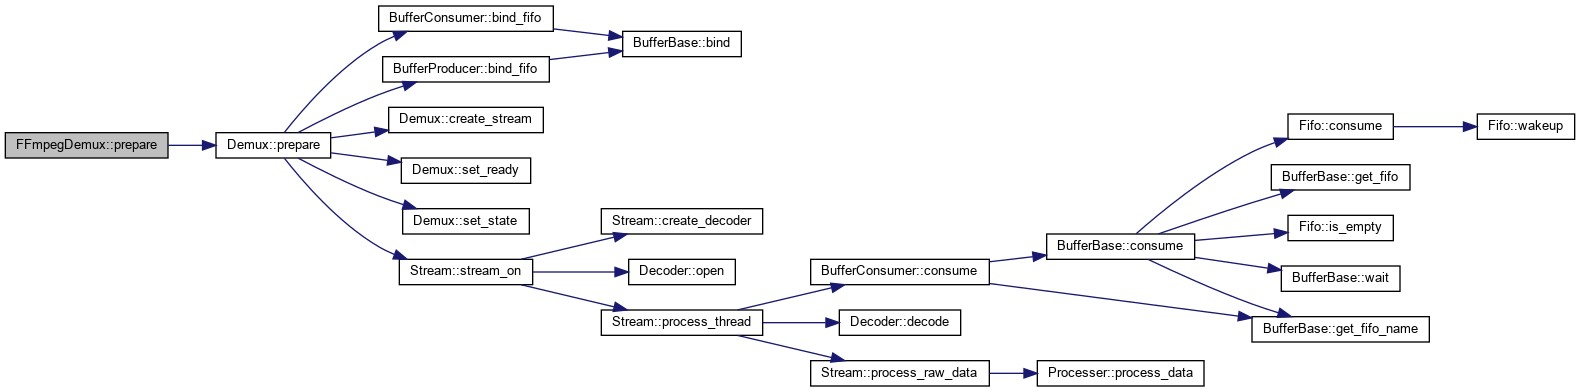 FFmpegDemux::prepare
Demux::prepare
BufferConsumer::bind_fifo
BufferProducer::bind_fifo
BufferBase::bind
Demux::create_stream
Demux::set_ready
Demux::set_state
Stream::stream_on
Stream::create_decoder
Decoder::open
Stream::process_thread
BufferConsumer::consume
Decoder::decode
Stream::process_raw_data
Processer::process_data
BufferBase::consume
Fifo::consume
Fifo::wakeup
BufferBase::get_fifo
Fifo::is_empty
BufferBase::wait
BufferBase::get_fifo_name